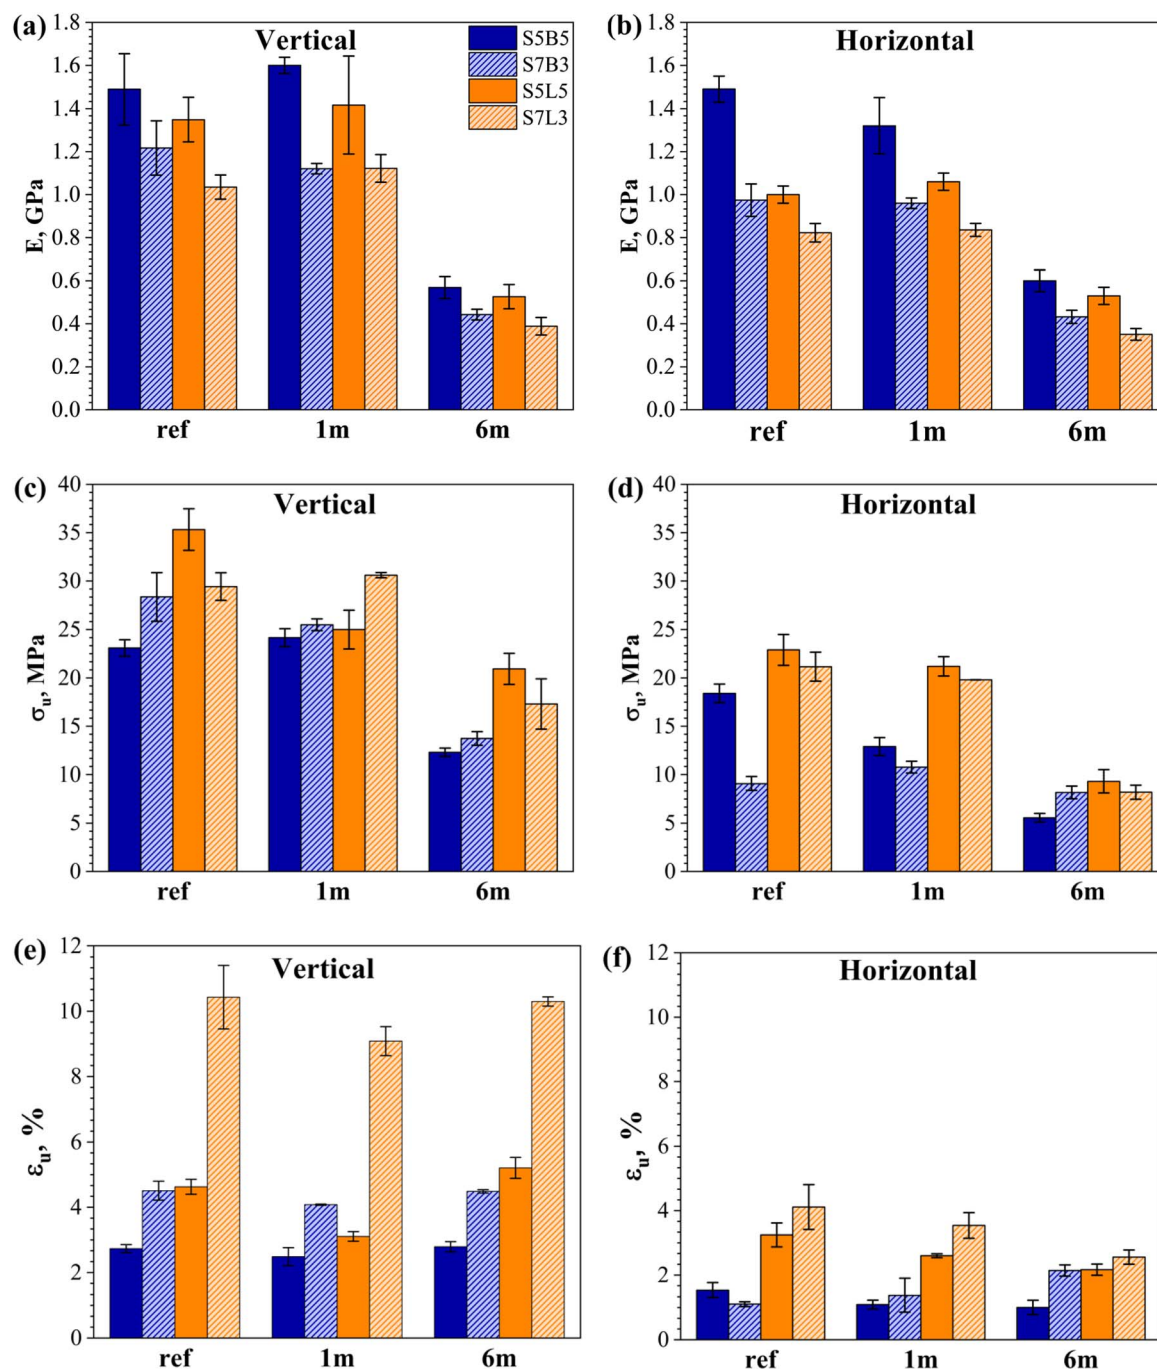 (a)
Vertical
S5B5
S7B3
S5L5
S7L3
E, GPa
1.8
1.6
1.4
1.2
1.0
0.8
0.6
0.4
0.2
0.0
ref
1m
6m
(b)
Horizontal
E, GPa
1.8
1.6
1.4
1.2
1.0
0.8
0.6
0.4
0.2
0.0
ref
1m
6m
(c)
Vertical
σu, MPa
40
35
30
25
20
15
10
5
0
ref
1m
6m
(d)
Horizontal
σu, MPa
40
35
30
25
20
15
10
5
0
ref
1m
6m
(e)
Vertical
εu, %
12
10
8
6
4
2
0
ref
1m
6m
(f)
Horizontal
εu, %
12
10
8
6
4
2
0
ref
1m
6m